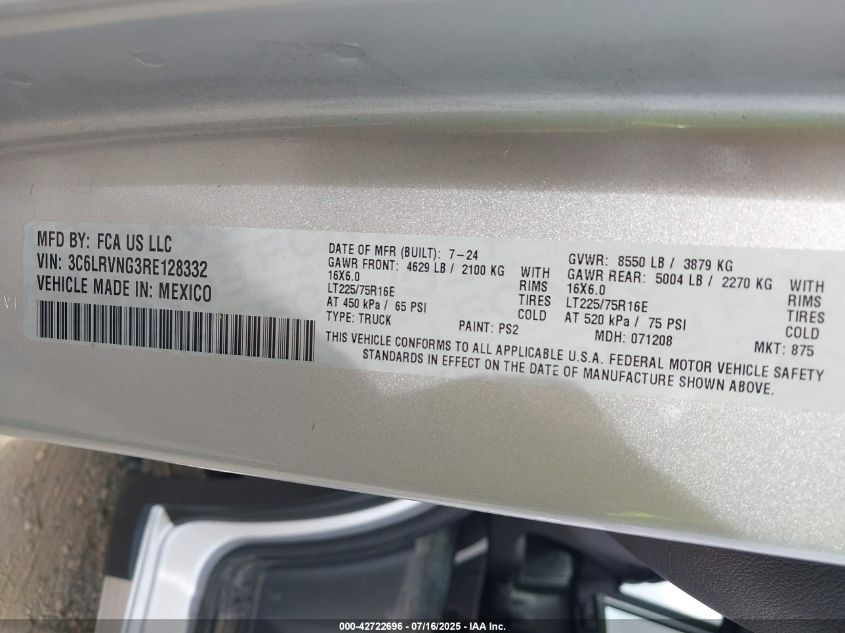 MFD BY: FCA US LLC
VIN: 3C6LRVNG3RE128332
VEHICLE MADE IN: MEXICO
DATE OF MFR (BUILT): 7-24
GAWR FRONT: 4629 LB / 2100 KG WITH
16X6.0 RIMS
LT225/75R16E TIRES
AT 450 kPa / 65 PSI COLD
TYPE: TRUCK PAINT: PS2
GVWR: 8550 LB / 3879 KG
GAWR REAR: 5004 LB / 2270 KG WITH
16X6.0 RIMS
LT225/75R16E TIRES
AT 520 kPa / 75 PSI COLD
MDH: 071208 MKT: 875
THIS VEHICLE CONFORMS TO ALL APPLICABLE U.S.A. FEDERAL MOTOR VEHICLE SAFETY
STANDARDS IN EFFECT ON THE DATE OF MANUFACTURE SHOWN ABOVE.
000-42722696 - 07/16/2025 - IAA Inc.